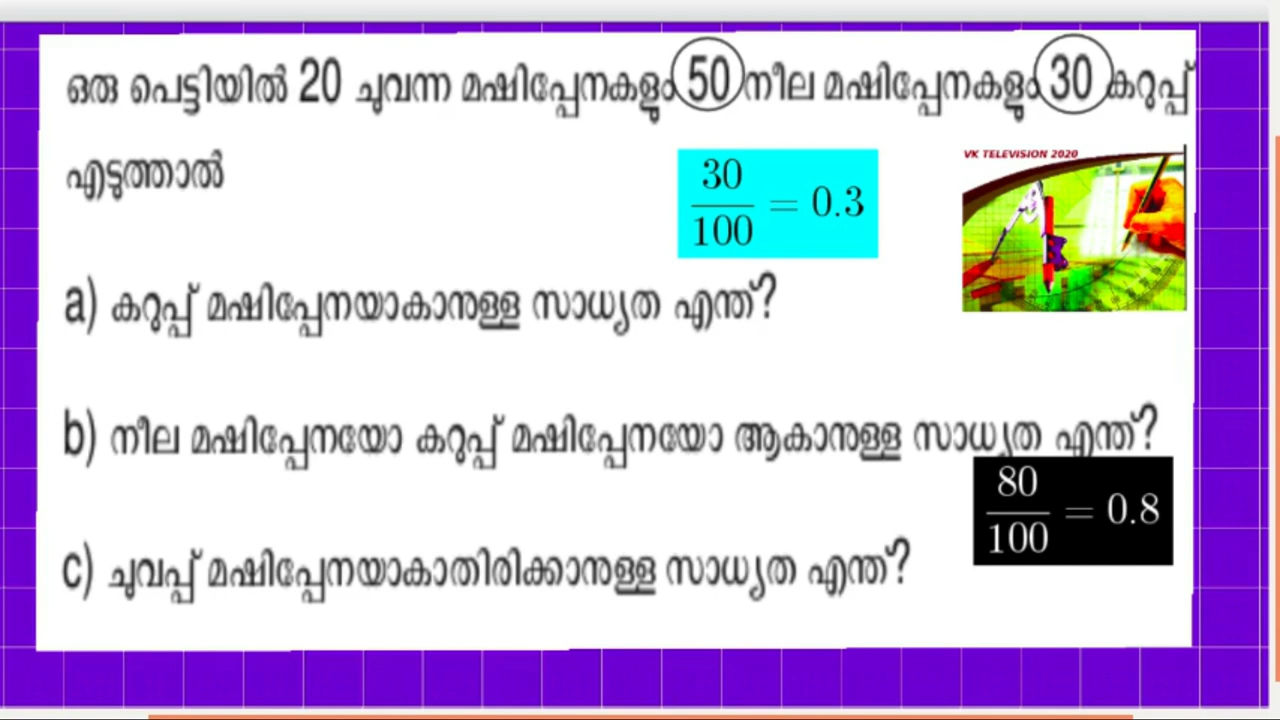 ഒരു പെട്ടിയിൽ 20 ചുവന്ന മഷിപ്പേനകളും 50 നീല മഷിപ്പേനകളും 30 കറുപ്പ്
എടുത്താൽ
30/100 = 0.3
VK TELEVISION 2020
a) കറുപ്പ് മഷിപ്പേനയാകാനുള്ള സാധ്യത എന്ത്?
b) നീല മഷിപ്പേനയോ കറുപ്പ് മഷിപ്പേനയോ ആകാനുള്ള സാധ്യത എന്ത്?
80/100 = 0.8
c) ചുവപ്പ് മഷിപ്പേനയാകാതിരിക്കാനുള്ള സാധ്യത എന്ത്?